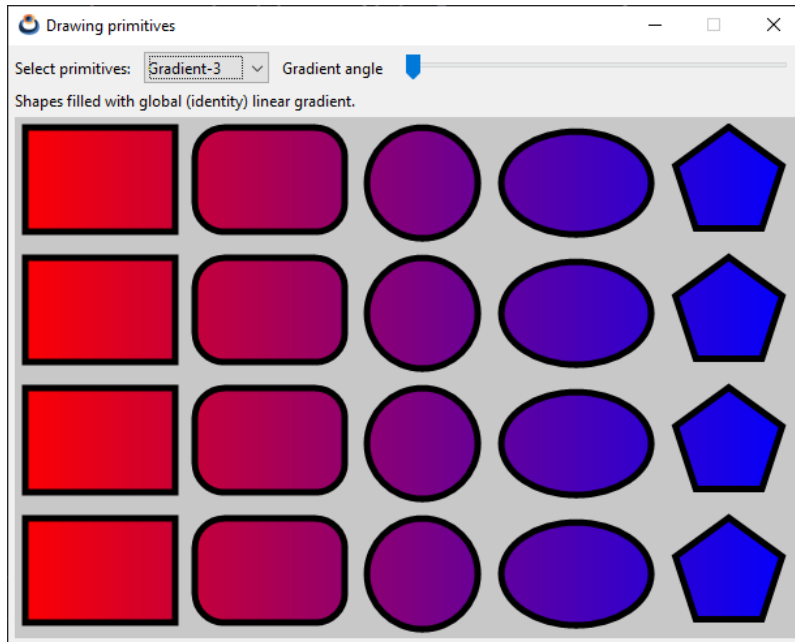 Drawing primitives
Select primitives: Gradient-3 Gradient angle
Shapes filled with global (identity) linear gradient.